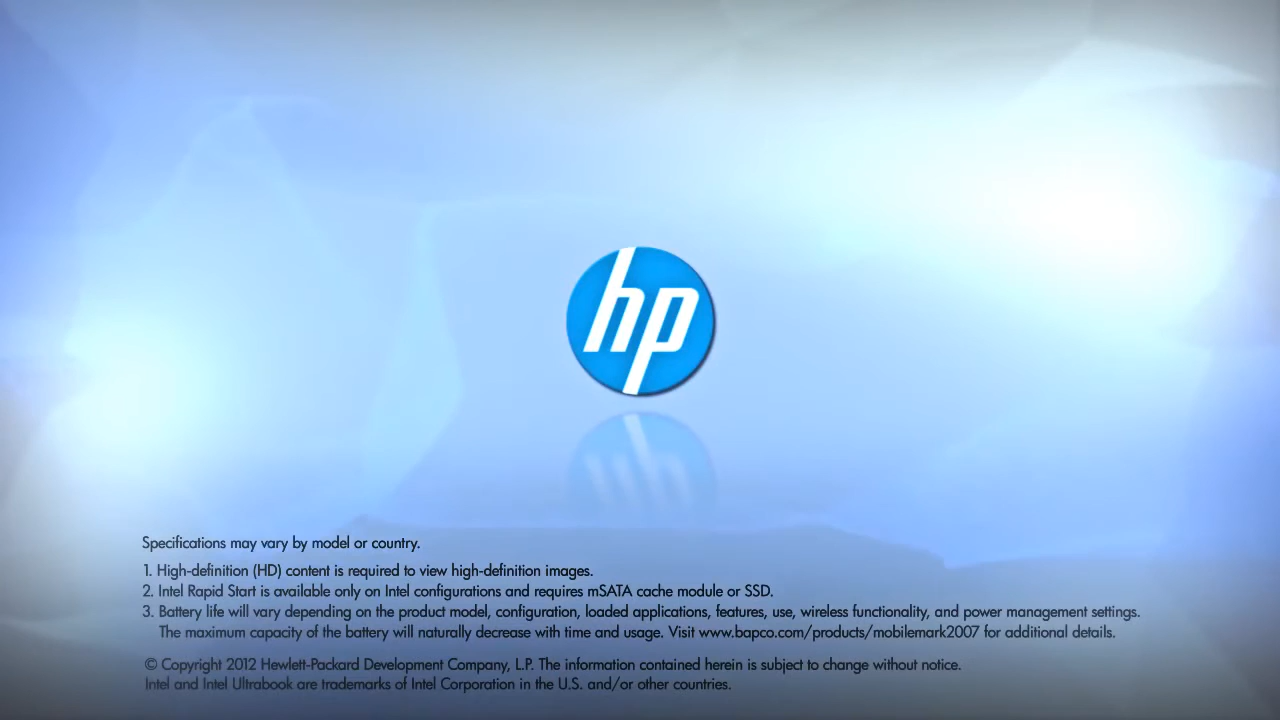 hp
Specifications may vary by model or country.
1. High-definition (HD) content is required to view high-definition images.
2. Intel Rapid Start is available only on Intel configurations and requires mSATA cache module or SSD.
3. Battery life will vary depending on the product model, configuration, loaded applications, features, use, wireless functionality, and power management settings.
The maximum capacity of the battery will naturally decrease with time and usage. Visit www.bapco.com/products/mobilemark2007 for additional details.
© Copyright 2012 Hewlett-Packard Development Company, L.P. The information contained herein is subject to change without notice.
Intel and Intel Ultrabook are trademarks of Intel Corporation in the U.S. and/or other countries.